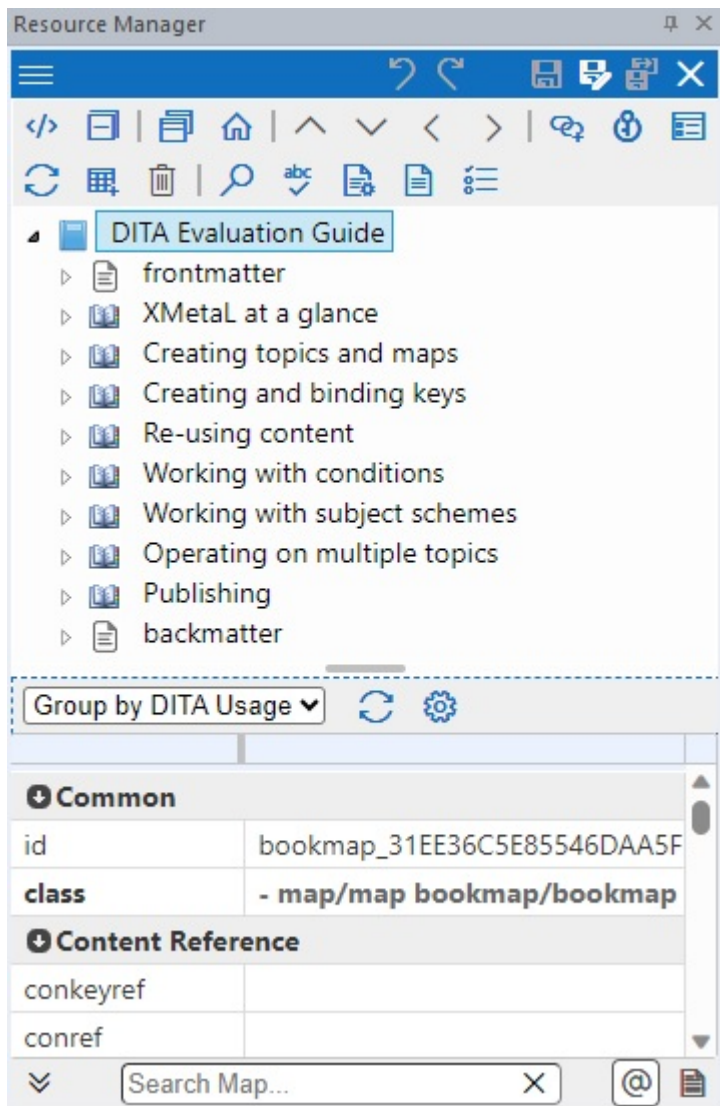 Resource Manager
</>
abc
DITA Evaluation Guide
frontmatter
XMetaL at a glance
Creating topics and maps
Creating and binding keys
Re-using content
Working with conditions
Working with subject schemes
Operating on multiple topics
Publishing
backmatter
Group by DITA Usage
Common
id bookmap_31EE36C5E85546DAA5F
class - map/map bookmap/bookmap
Content Reference
conkeyref
conref
Search Map...
@